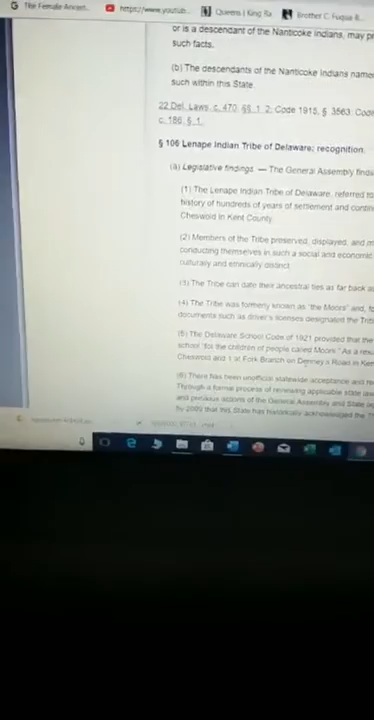 The Female Ancest...
https://www.youtub...
Queens | King Ra
Brother C. Fuqua B...
or is a descendant of the Nanticoke Indians, may pr
such facts.
(b) The descendants of the Nanticoke Indians name
such within this State.
22 Del. Laws, c. 470, §§ 1, 2; Code 1915, § 3563; Code
c. 186, § 1.
§ 106 Lenape Indian Tribe of Delaware; recognition.
(a) Legislative findings. — The General Assembly finds
(1) The Lenape Indian Tribe of Delaware, referred to
history of hundreds of years of settlement and contin
Cheswold in Kent County.
(2) Members of the Tribe preserved, displayed, and m
conducting themselves in such a social and economic
culturally and ethnically distinct.
(3) The Tribe can date their ancestral ties as far back as
(4) The Tribe was formerly known as "the Moors" and, fo
documents such as driver's licenses designated the Trib
(5) The Delaware School Code of 1921 provided that the
school "for the children of people called Moors." As a resu
Cheswold and 1 at Fork Branch on Denney's Road in Ken
(6) There has been unofficial statewide acceptance and re
Through a formal process of reviewing applicable state law
and previous actions of the General Assembly and State ag
by 2009 that this State has historically acknowledged the T